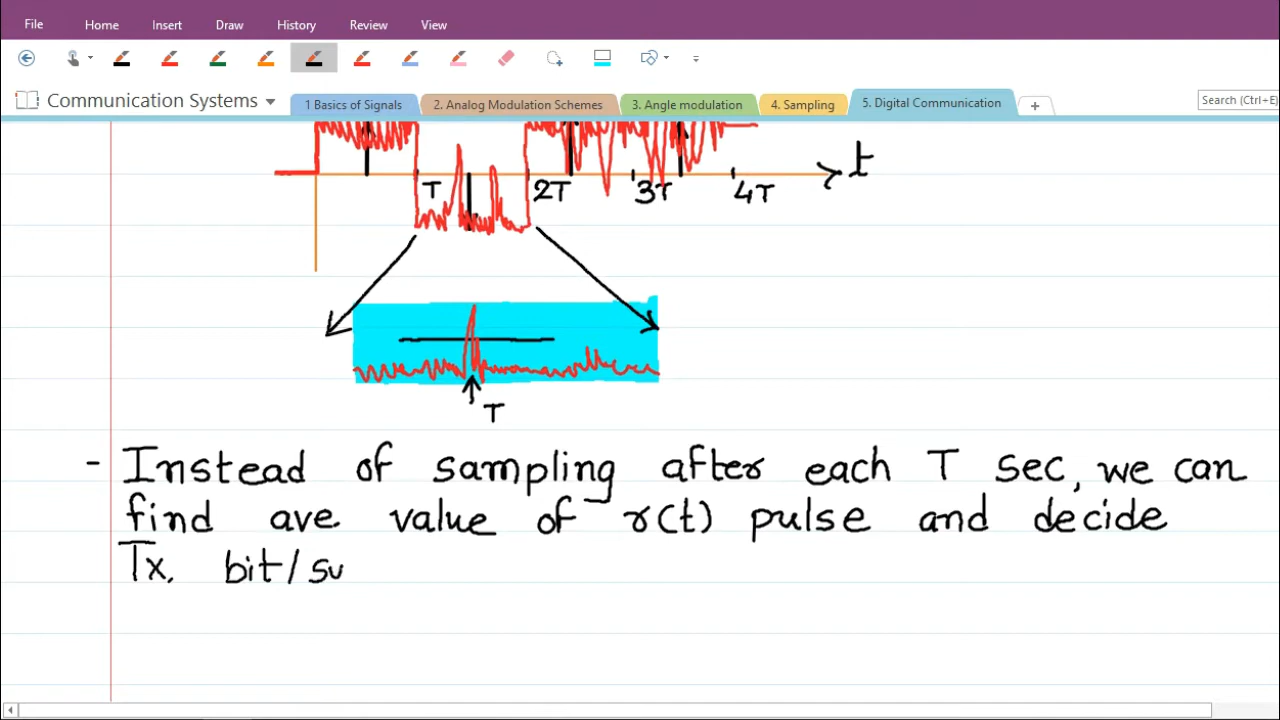 File Home Insert Draw History Review View
Communication Systems 1 Basics of Signals 2. Analog Modulation Schemes 3. Angle modulation 4. Sampling 5. Digital Communication + Search (Ctrl+E)
t
T 2T 3T 4T
T
- Instead of sampling after each T sec, we can
find ave value of r(t) pulse and decide
Tx. bit/su